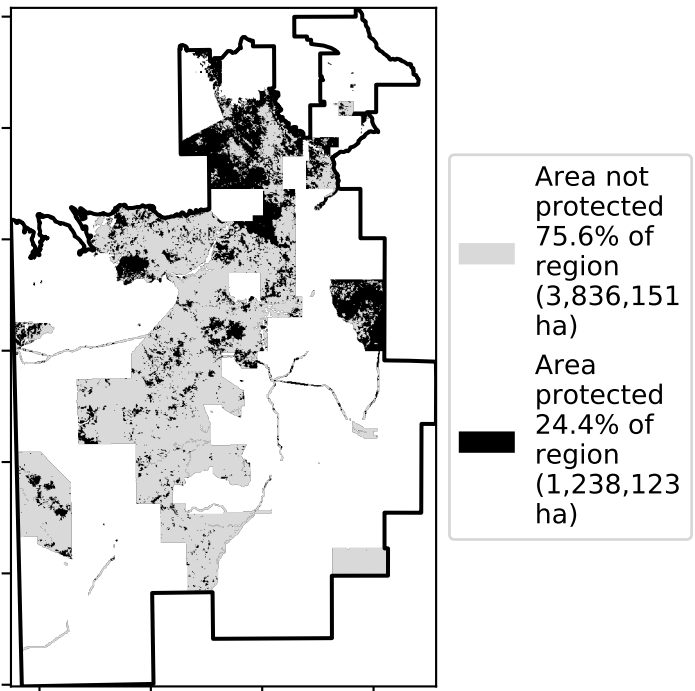 Area not
protected
75.6% of
region
(3,836,151
ha)
Area
protected
24.4% of
region
(1,238,123
ha)